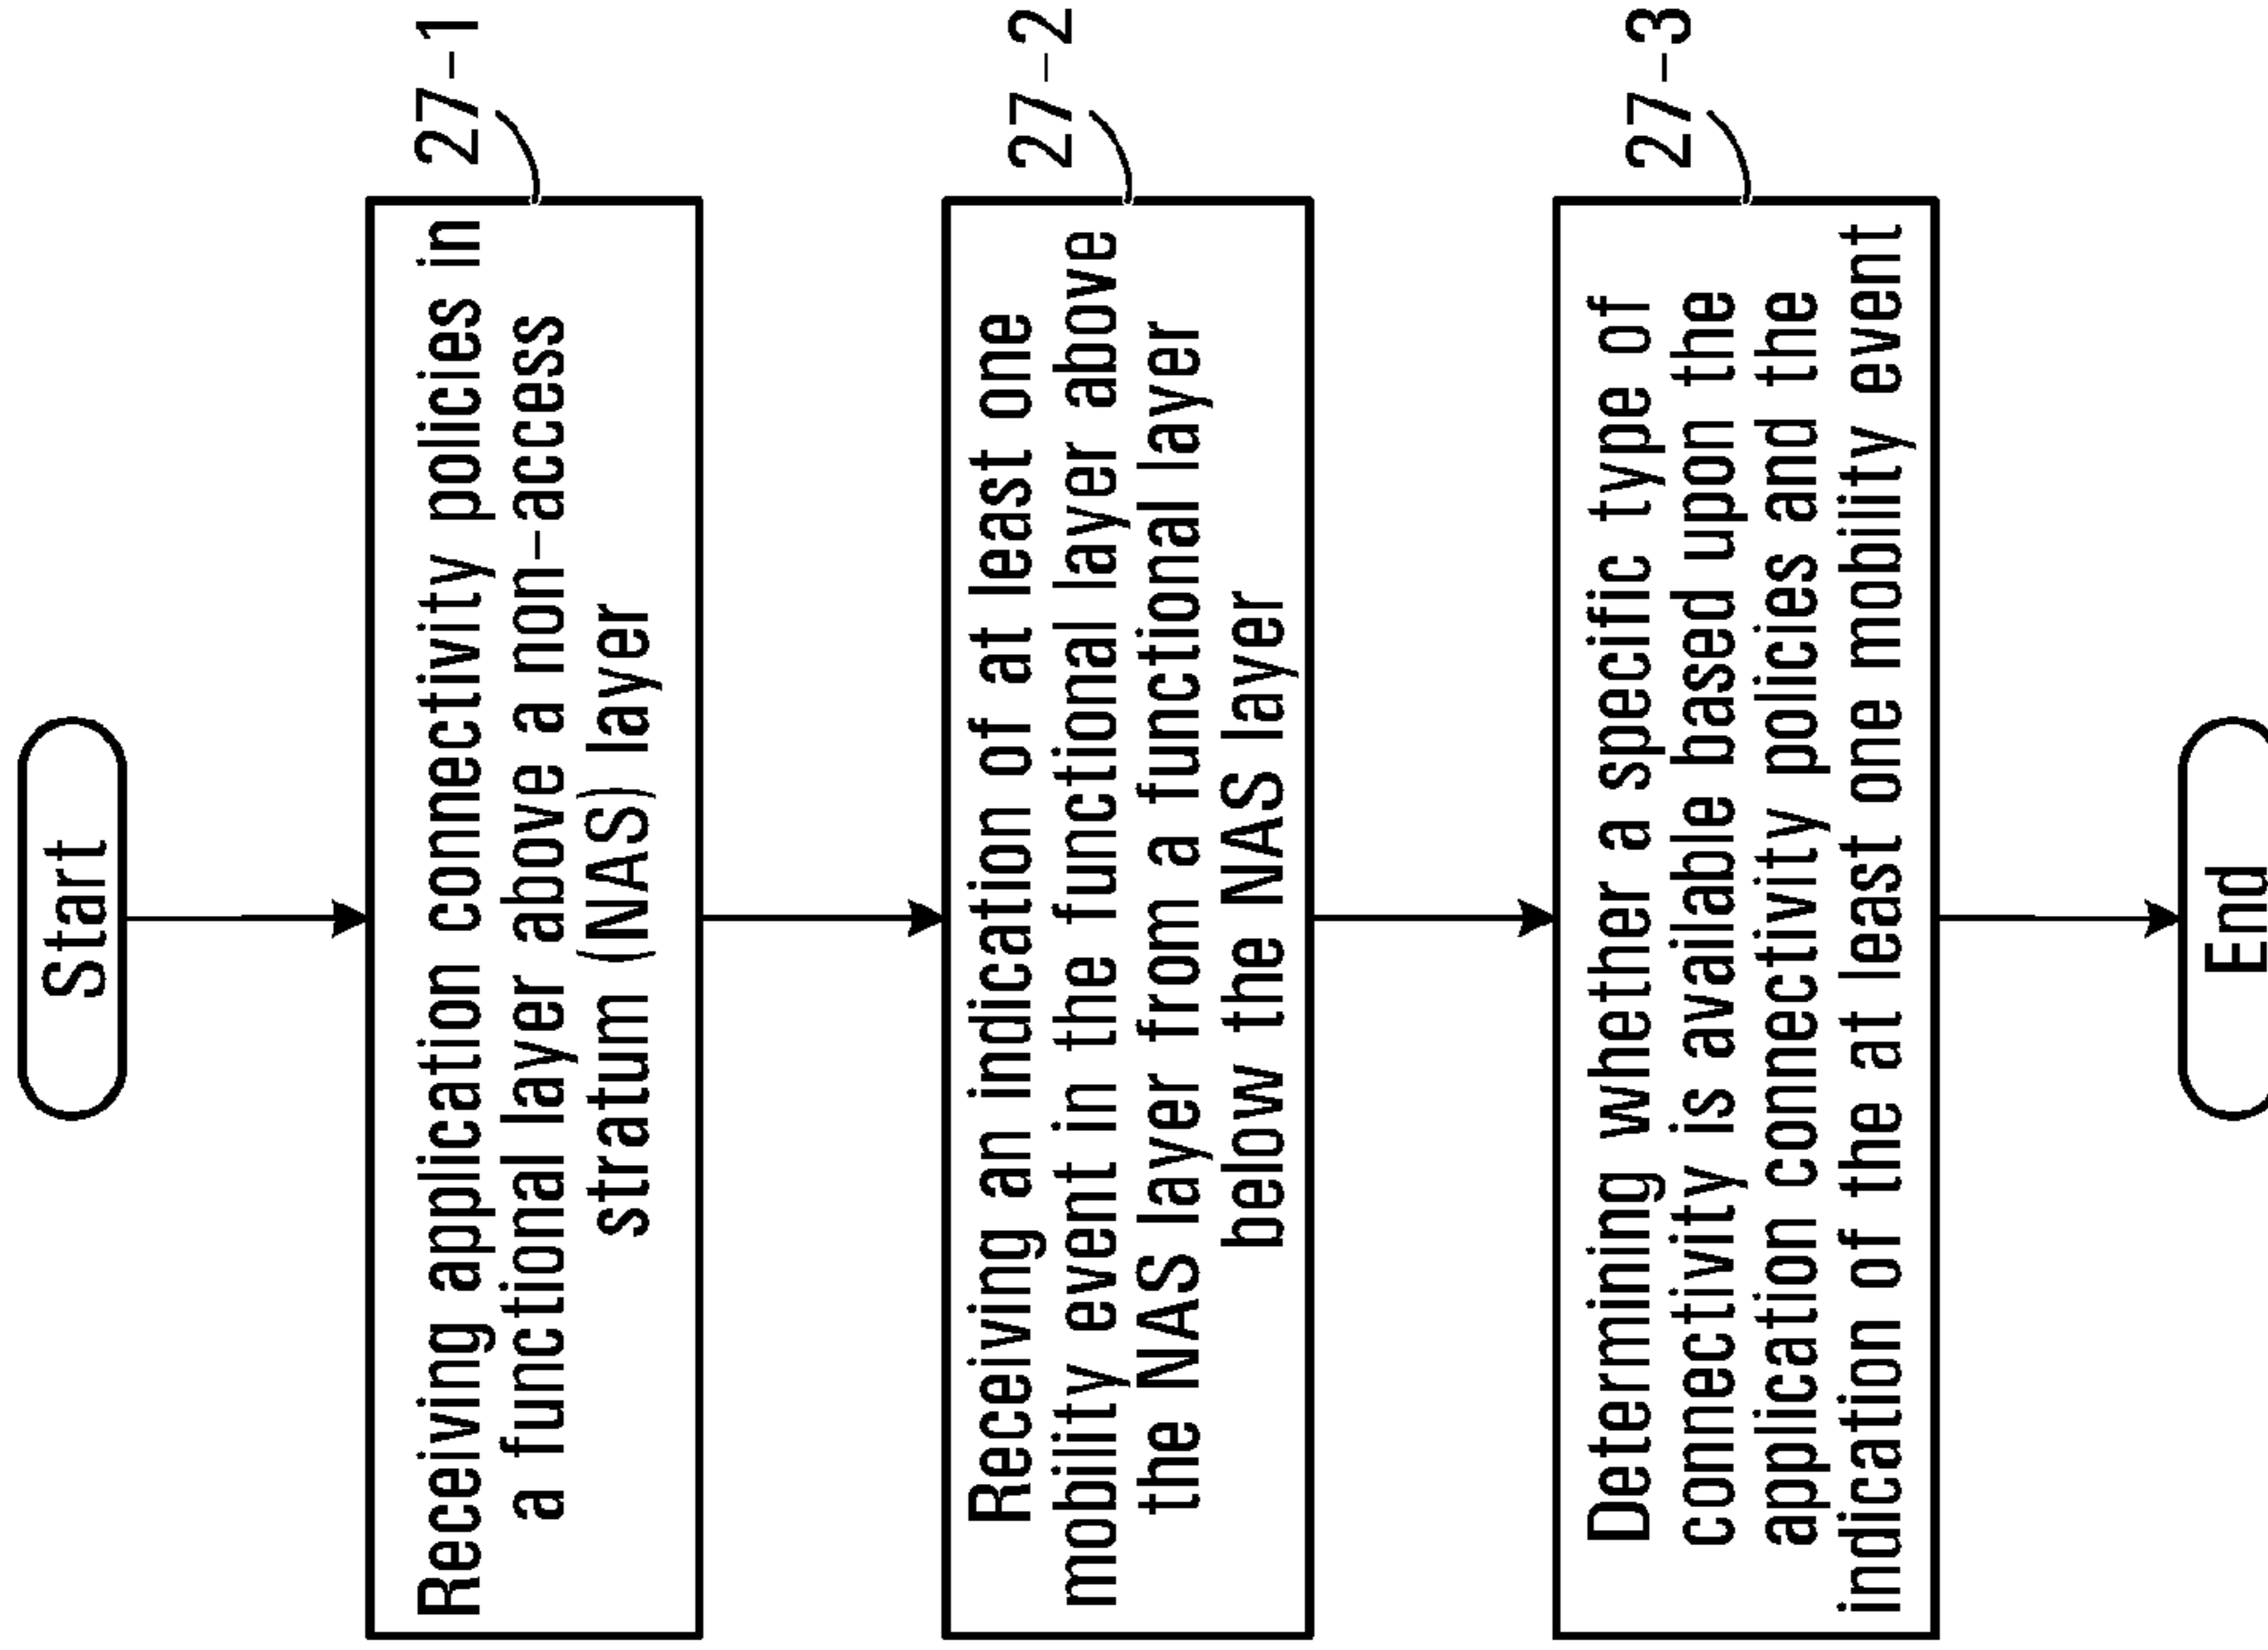 Start
27-1
Receiving application connectivity policies in
a functional layer above a non-access
stratum (NAS) layer
27-2
Receiving an indication of at least one
mobility event in the functional layer above
the NAS layer from a functional layer
below the NAS layer
27-3
Determining whether a specific type of
connectivity is available based upon the
application connectivity policies and the
indication of the at least one mobility event
End